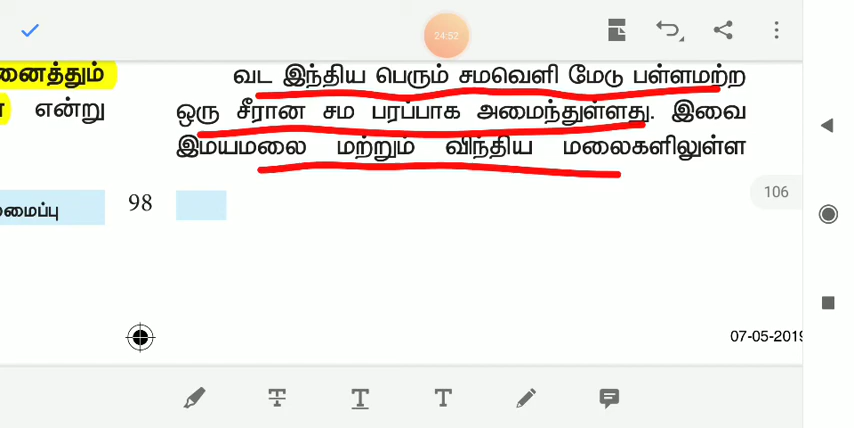 24:52
னைத்தும்
என்று
வட இந்திய பெரும் சமவெளி மேடு பள்ளமற்ற
ஒரு சீரான சம பரப்பாக அமைந்துள்ளது. இவை
இமயமலை மற்றும் விந்திய மலைகளிலுள்ள
மைப்பு
98
106
07-05-2019